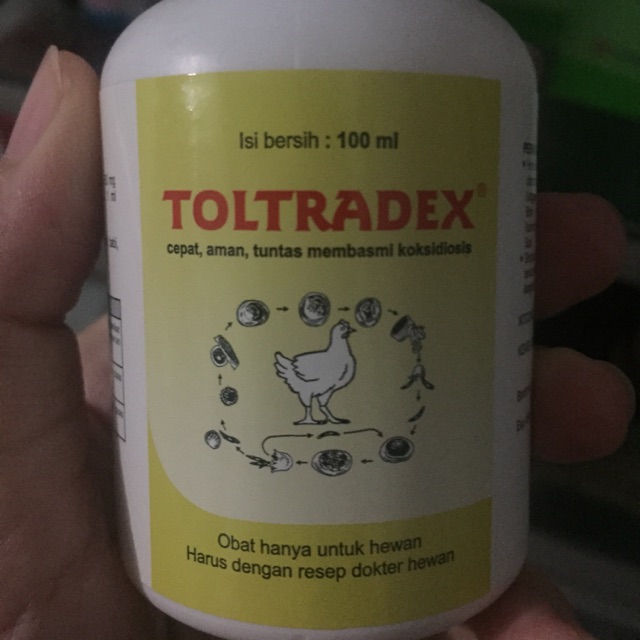 Isi bersih : 100 ml
TOLTRADEX®
cepat, aman, tuntas membasmi koksidiosis
Obat hanya untuk hewan
Harus dengan resep dokter hewan